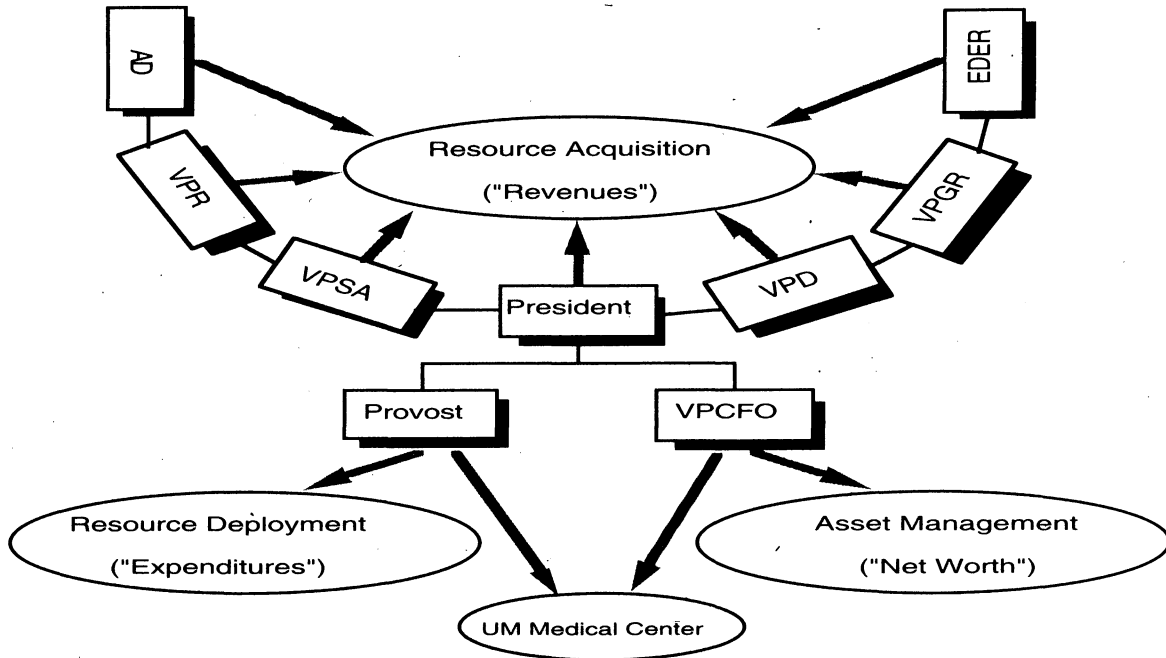 AD
EDER
Resource Acquisition
("Revenues")
VPR
VPGR
VPSA
VPD
President
Provost
VPCFO
Resource Deployment
("Expenditures")
Asset Management
("Net Worth")
UM Medical Center